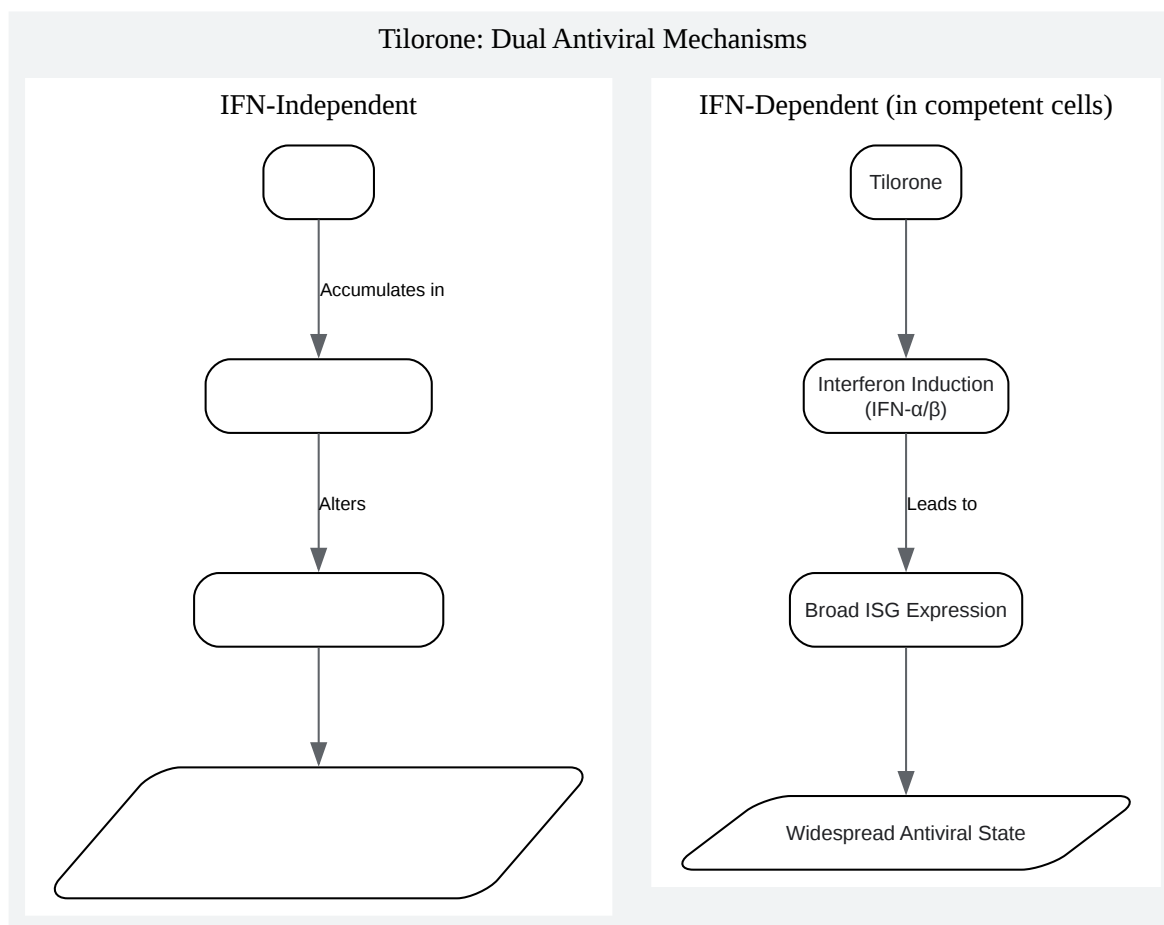 Tilorone: Dual Antiviral Mechanisms
IFN-Independent
Accumulates in
Alters
IFN-Dependent (in competent cells)
Tilorone
Interferon Induction
(IFN-α/β)
Leads to
Broad ISG Expression
Widespread Antiviral State